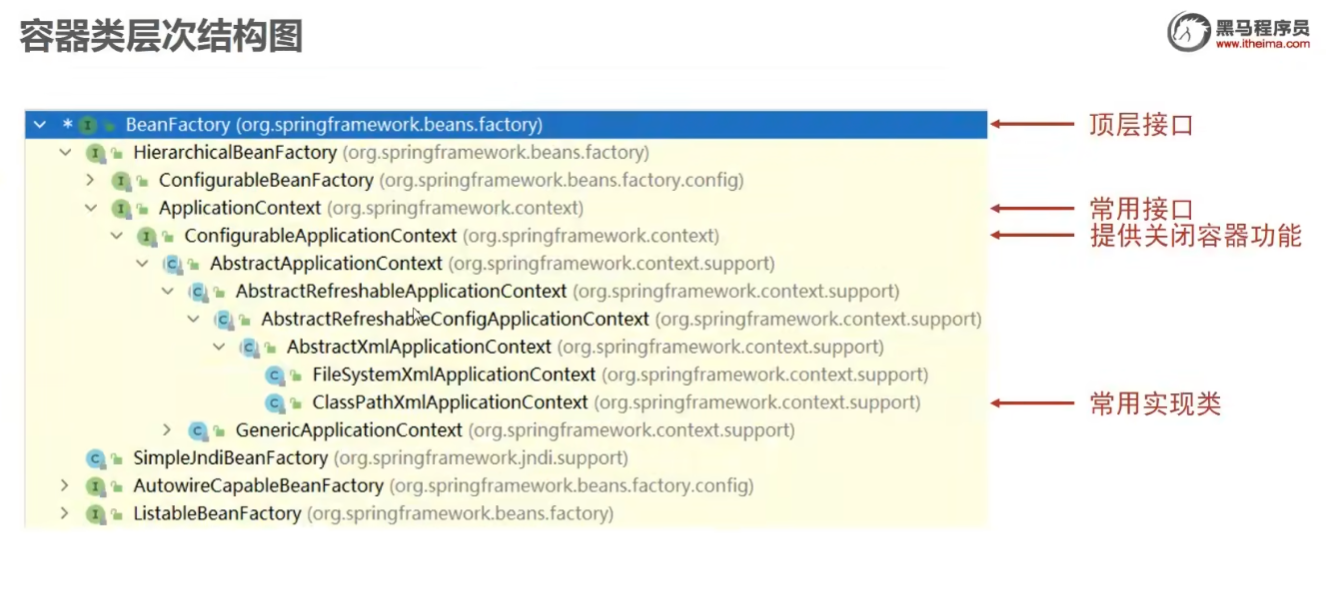 容器类层次结构图
黑马程序员
www.itheima.com
* I BeanFactory (org.springframework.beans.factory) 顶层接口
I HierarchicalBeanFactory (org.springframework.beans.factory)
I ConfigurableBeanFactory (org.springframework.beans.factory.config)
I ApplicationContext (org.springframework.context) 常用接口
I ConfigurableApplicationContext (org.springframework.context) 提供关闭容器功能
C AbstractApplicationContext (org.springframework.context.support)
C AbstractRefreshableApplicationContext (org.springframework.context.support)
C AbstractRefreshableConfigApplicationContext (org.springframework.context.support)
C AbstractXmlApplicationContext (org.springframework.context.support)
C FileSystemXmlApplicationContext (org.springframework.context.support)
C ClassPathXmlApplicationContext (org.springframework.context.support) 常用实现类
C GenericApplicationContext (org.springframework.context.support)
C SimpleJndiBeanFactory (org.springframework.jndi.support)
I AutowireCapableBeanFactory (org.springframework.beans.factory.config)
I ListableBeanFactory (org.springframework.beans.factory)